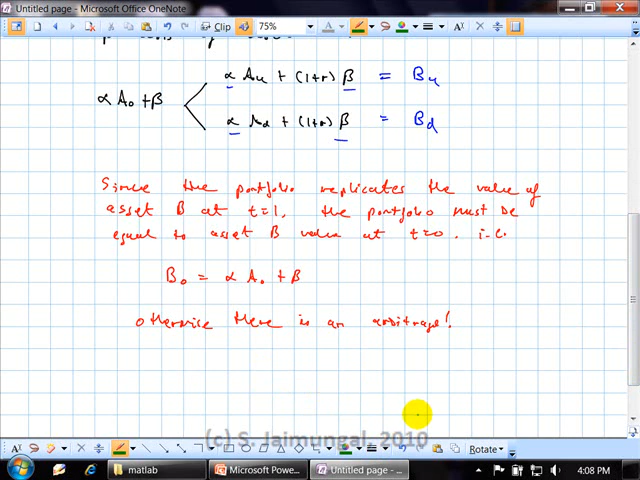 Untitled page - Microsoft Office OneNote
Clip
75%
α A₀ + β
α Aᵤ + (1+r) β = Bᵤ
α A_d + (1+r) β = B_d
Since the portfolio replicates the value of
asset B at t=1, the portfolio must be
equal to asset B value at t=0. i.e.
B₀ = α A₀ + β
otherwise there is an arbitrage!
(c) S. Jaimungal, 2010
Rotate
matlab
Microsoft Powe...
Untitled page - ...
4:08 PM